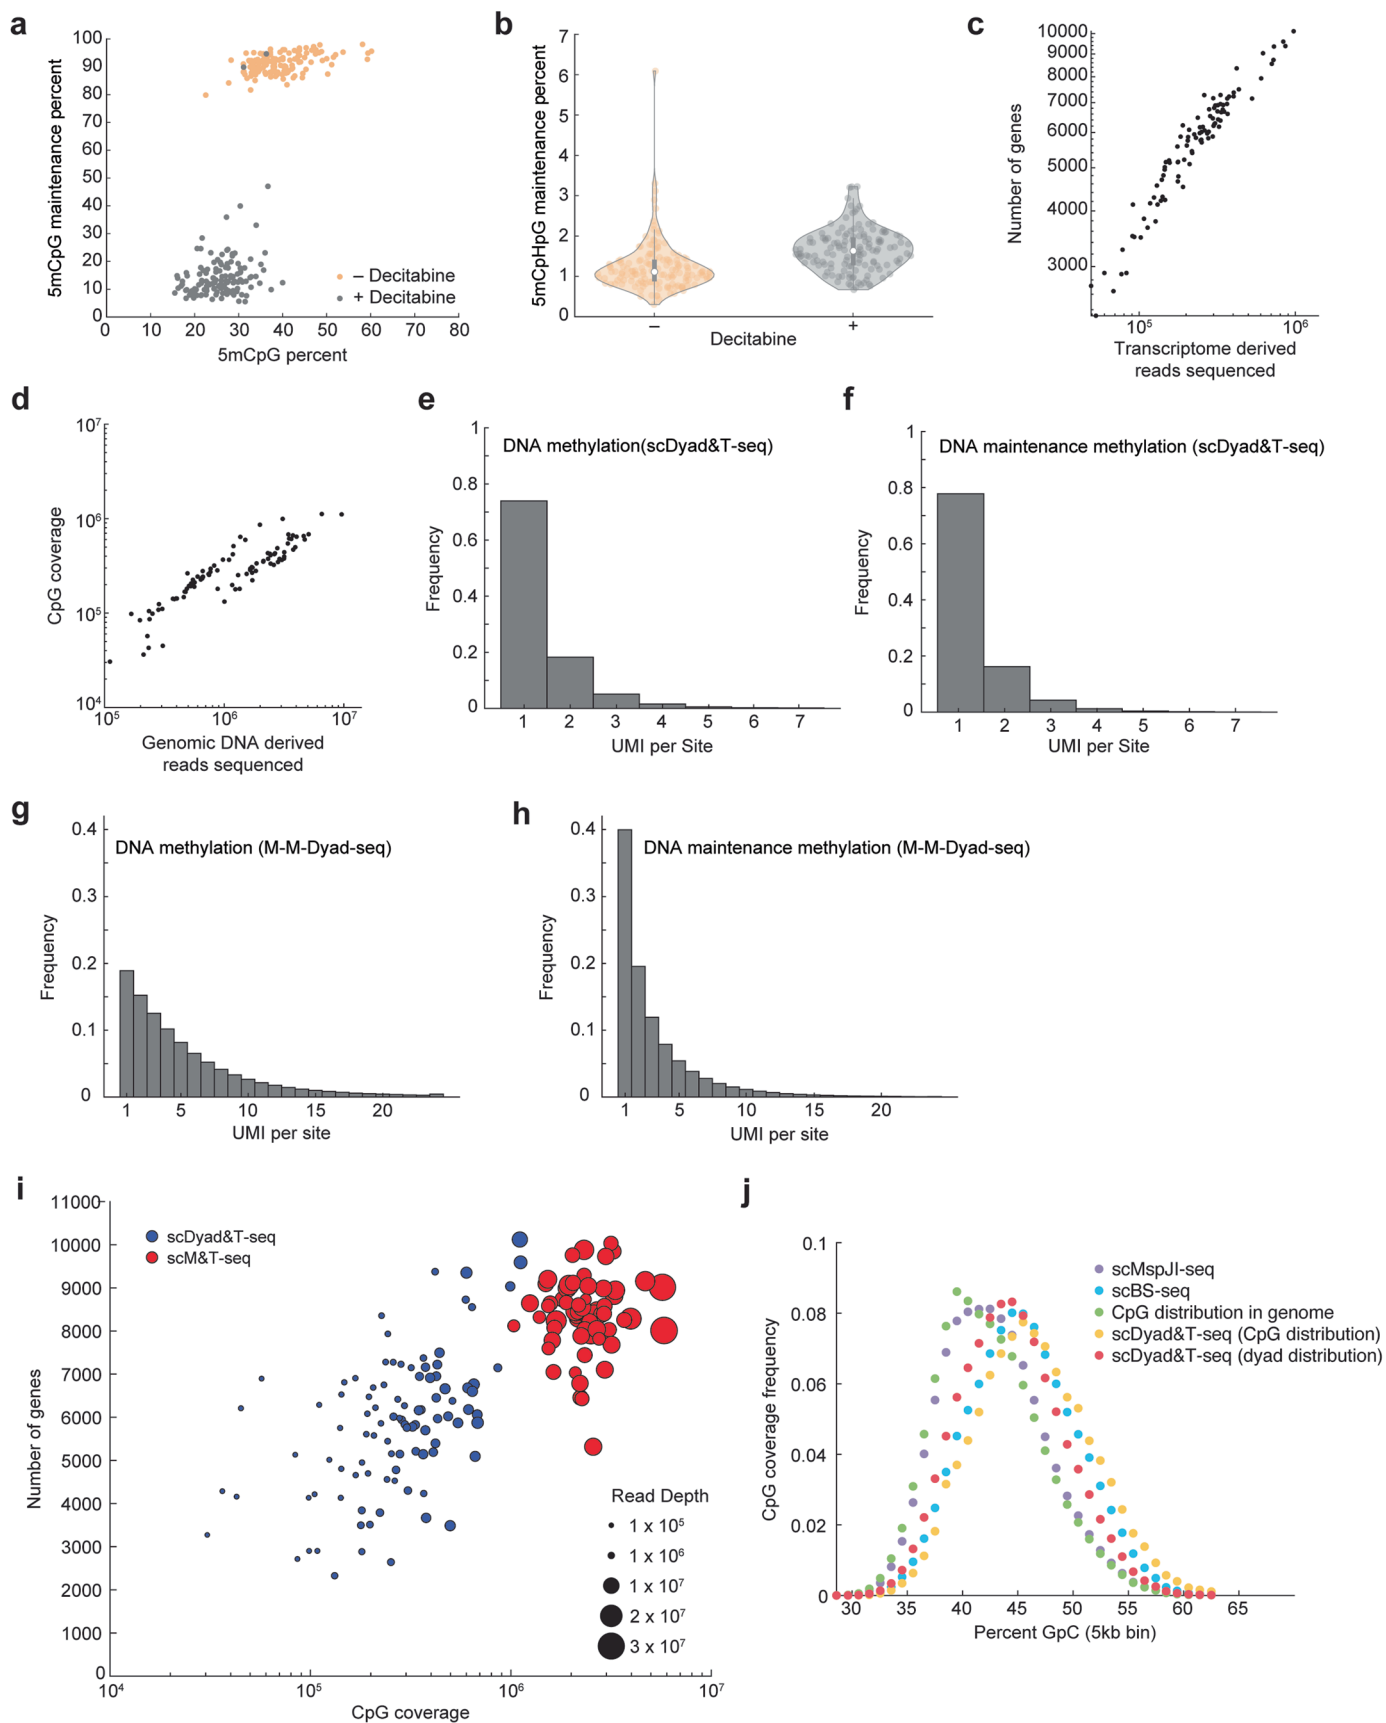 a
5mCpG maintenance percent
100
90
80
70
60
50
40
30
20
10
0
0 10 20 30 40 50 60 70 80
5mCpG percent
– Decitabine
+ Decitabine
b
5mCpHpG maintenance percent
7
6
5
4
3
2
1
0
– +
Decitabine
c
Number of genes
10000
9000
8000
7000
6000
5000
4000
3000
10⁵ 10⁶
Transcriptome derived
reads sequenced
d
CpG coverage
10⁷
10⁶
10⁵
10⁴
10⁵ 10⁶ 10⁷
Genomic DNA derived
reads sequenced
e
DNA methylation(scDyad&T-seq)
Frequency
1
0.8
0.6
0.4
0.2
0
1 2 3 4 5 6 7
UMI per Site
f
DNA maintenance methylation (scDyad&T-seq)
Frequency
1
0.8
0.6
0.4
0.2
0
1 2 3 4 5 6 7
UMI per Site
g
DNA methylation (M-M-Dyad-seq)
Frequency
0.4
0.3
0.2
0.1
0
1 5 10 15 20
UMI per site
h
DNA maintenance methylation (M-M-Dyad-seq)
Frequency
0.4
0.3
0.2
0.1
0
1 5 10 15 20
UMI per site
i
Number of genes
11000
10000
9000
8000
7000
6000
5000
4000
3000
2000
1000
0
10⁴ 10⁵ 10⁶ 10⁷
CpG coverage
scDyad&T-seq
scM&T-seq
Read Depth
1 x 10⁵
1 x 10⁶
1 x 10⁷
2 x 10⁷
3 x 10⁷
j
CpG coverage frequency
0.1
0.08
0.06
0.04
0.02
0
30 35 40 45 50 55 60 65
Percent GpC (5kb bin)
scMspJI-seq
scBS-seq
CpG distribution in genome
scDyad&T-seq (CpG distribution)
scDyad&T-seq (dyad distribution)